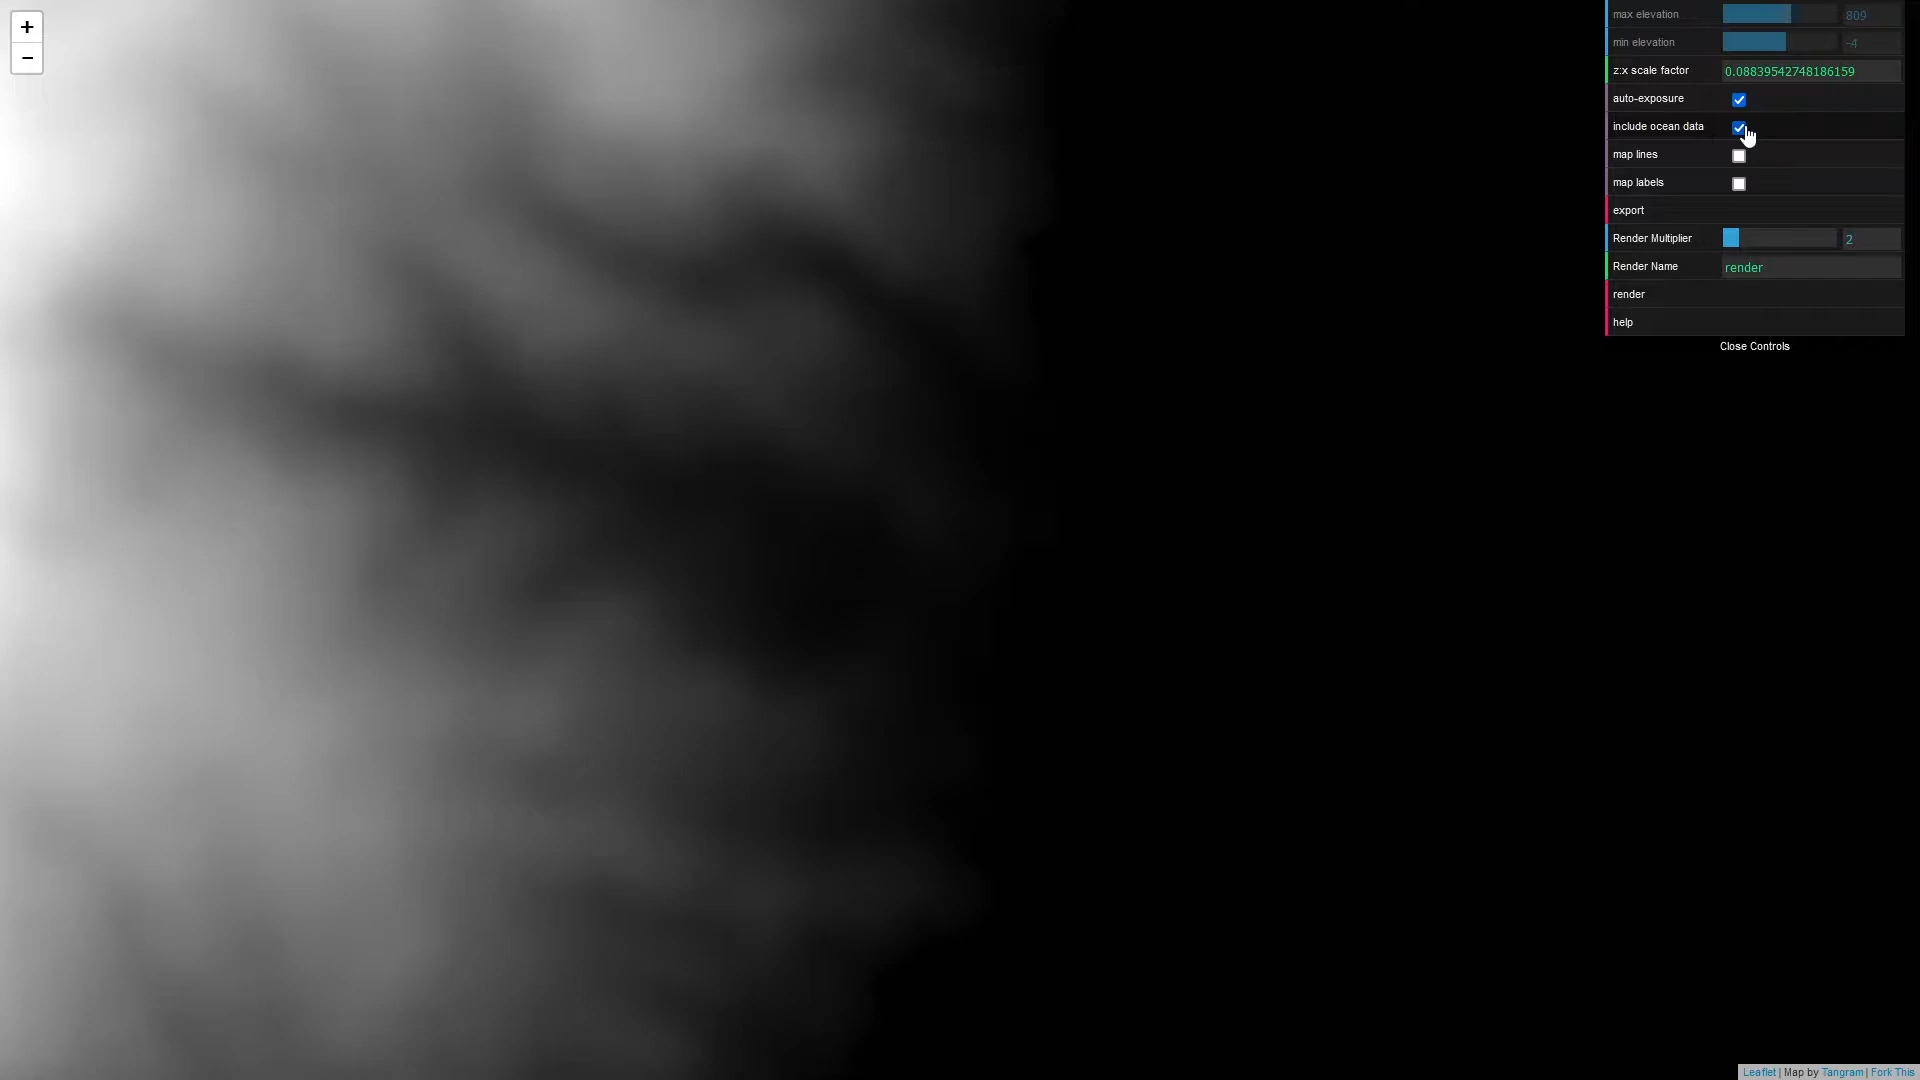 +
−
max elevation 809
min elevation -4
z:x scale factor 0.08839542748186159
auto-exposure
include ocean data
map lines
map labels
export
Render Multiplier 2
Render Name render
render
help
Close Controls
Leaflet | Map by Tangram | Fork This